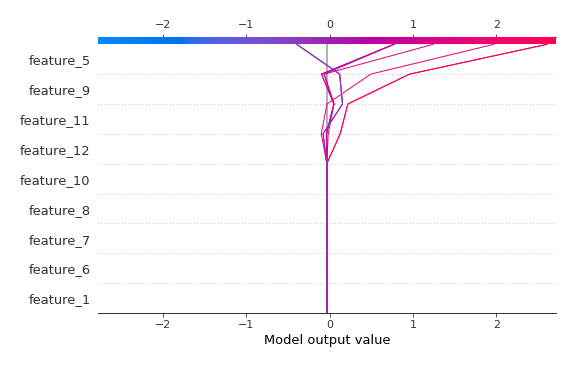 −2 −1 0 1 2
feature_5
feature_9
feature_11
feature_12
feature_10
feature_8
feature_7
feature_6
feature_1
−2 −1 0 1 2
Model output value